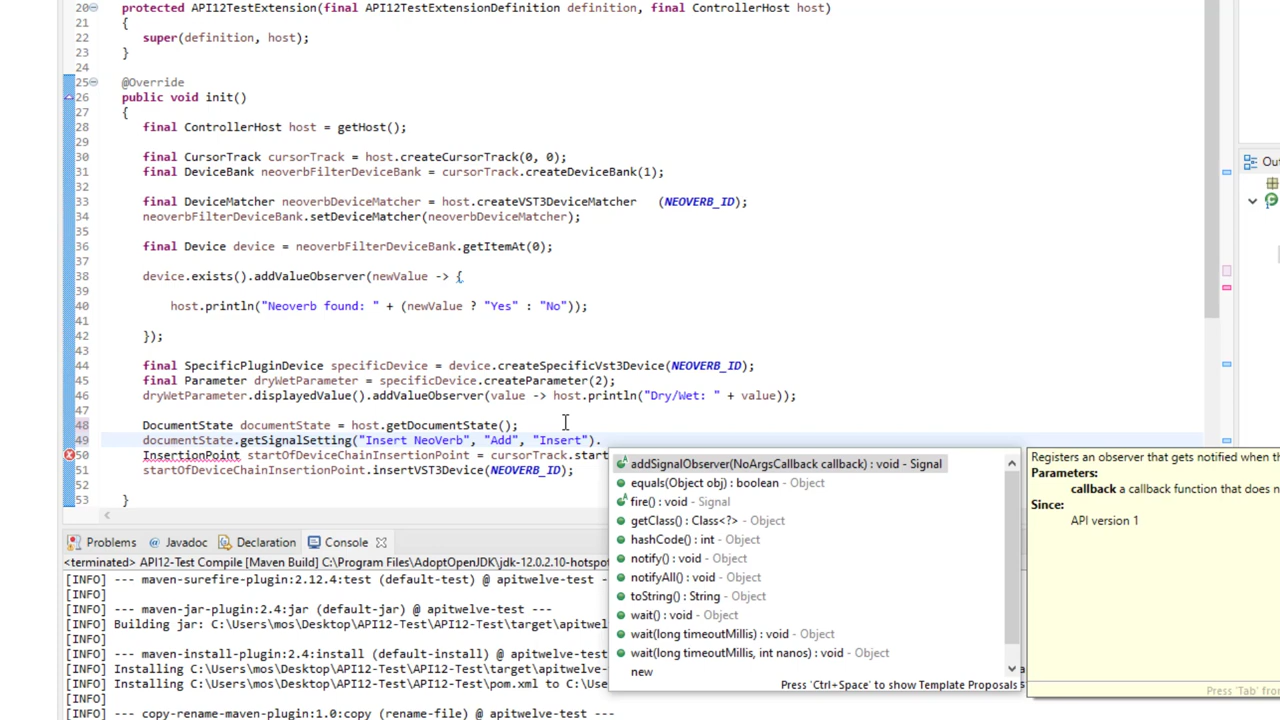 20 protected API12TestExtension(final API12TestExtensionDefinition definition, final ControllerHost host)
21 {
22 super(definition, host);
23 }
24
25 @Override
26 public void init()
27 {
28 final ControllerHost host = getHost();
29
30 final CursorTrack cursorTrack = host.createCursorTrack(0, 0);
31 final DeviceBank neoverbFilterDeviceBank = cursorTrack.createDeviceBank(1);
32
33 final DeviceMatcher neoverbDeviceMatcher = host.createVST3DeviceMatcher (NEOVERB_ID);
34 neoverbFilterDeviceBank.setDeviceMatcher(neoverbDeviceMatcher);
35
36 final Device device = neoverbFilterDeviceBank.getItemAt(0);
37
38 device.exists().addValueObserver(newValue -> {
39
40 host.println("Neoverb found: " + (newValue ? "Yes" : "No"));
41
42 });
43
44 final SpecificPluginDevice specificDevice = device.createSpecificVst3Device(NEOVERB_ID);
45 final Parameter dryWetParameter = specificDevice.createParameter(2);
46 dryWetParameter.displayedValue().addValueObserver(value -> host.println("Dry/Wet: " + value));
47
48 DocumentState documentState = host.getDocumentState();
49 documentState.getSignalSetting("Insert NeoVerb", "Add", "Insert").
50 InsertionPoint startOfDeviceChainInsertionPoint = cursorTrack.start
51 startOfDeviceChainInsertionPoint.insertVST3Device(NEOVERB_ID);
52
53 }
addSignalObserver(NoArgsCallback callback) : void - Signal
equals(Object obj) : boolean - Object
fire() : void - Signal
getClass() : Class<?> - Object
hashCode() : int - Object
notify() : void - Object
notifyAll() : void - Object
toString() : String - Object
wait() : void - Object
wait(long timeoutMillis) : void - Object
wait(long timeoutMillis, int nanos) : void - Object
new
Press 'Ctrl+Space' to show Template Proposals
Registers an observer that gets notified when th
Parameters:
callback a callback function that does n
Since:
API version 1
Press 'Tab' from
Out
Problems Javadoc Declaration Console
<terminated> API12-Test Compile [Maven Build] C:\Program Files\AdoptOpenJDK\jdk-12.0.2.10-hotspot
[INFO] --- maven-surefire-plugin:2.12.4:test (default-test) @ apitwelve-test ---
[INFO]
[INFO] --- maven-jar-plugin:2.4:jar (default-jar) @ apitwelve-test ---
[INFO] Building jar: C:\Users\mos\Desktop\API12-Test\API12-Test\target\apitwel
[INFO]
[INFO] --- maven-install-plugin:2.4:install (default-install) @ apitwelve-test
[INFO] Installing C:\Users\mos\Desktop\API12-Test\API12-Test\target\apitwelve-
[INFO] Installing C:\Users\mos\Desktop\API12-Test\API12-Test\pom.xml to C:\Use
[INFO]
[INFO] --- copy-rename-maven-plugin:1.0:copy (rename-file) @ apitwelve-test ---